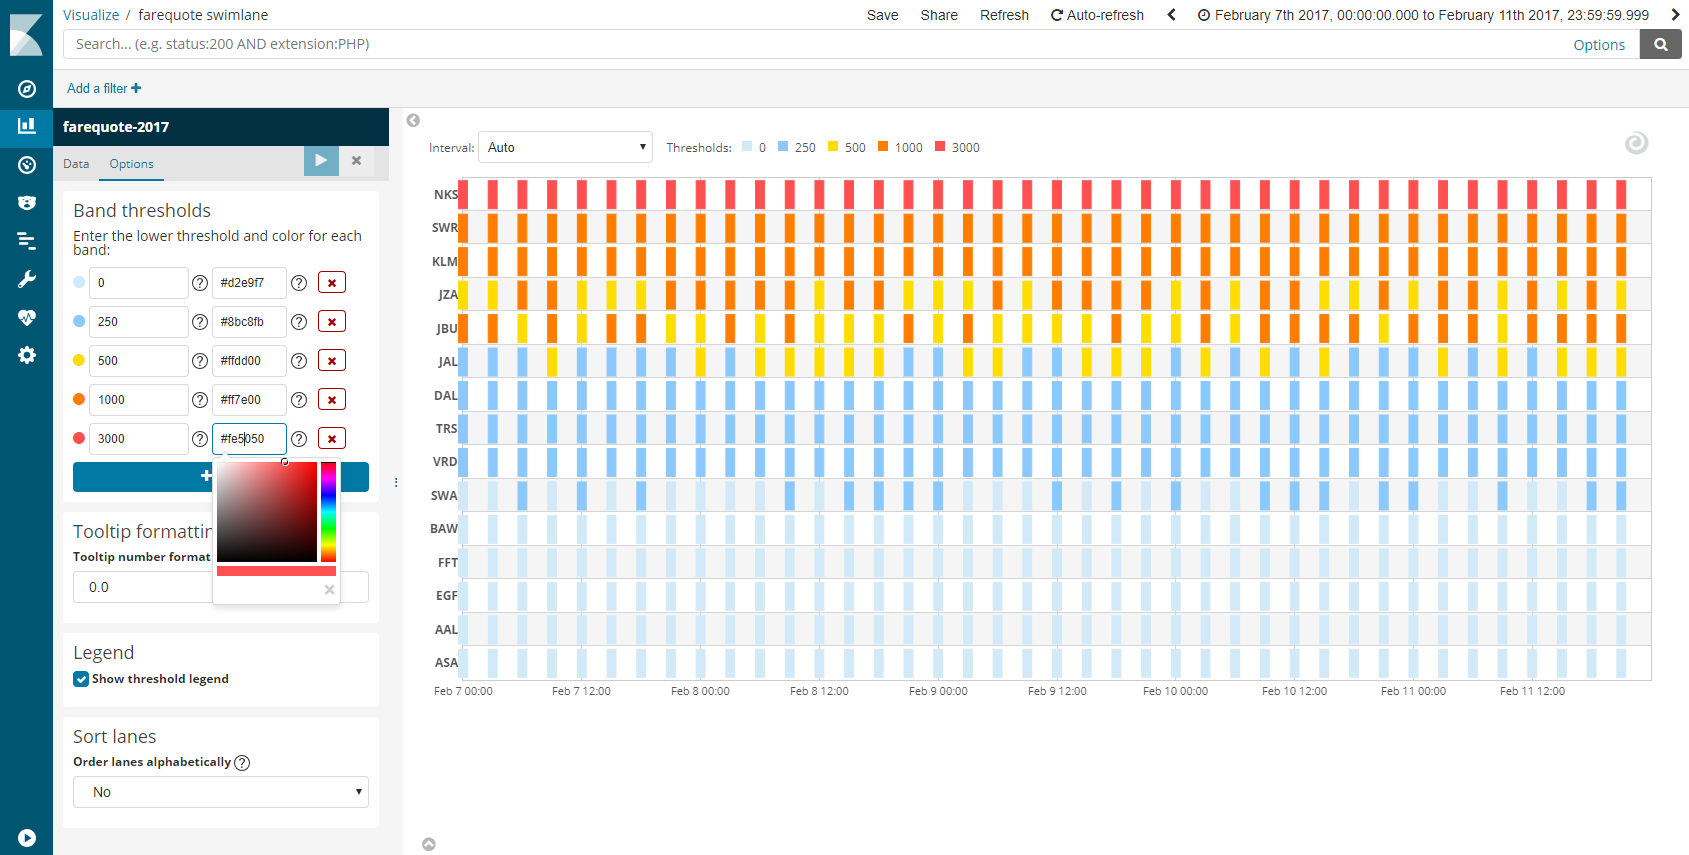 Visualize / farequote swimlane
Save Share Refresh Auto-refresh February 7th 2017, 00:00:00.000 to February 11th 2017, 23:59:59.999
Search... (e.g. status:200 AND extension:PHP) Options
Add a filter +
farequote-2017
Data Options
Band thresholds
Enter the lower threshold and color for each
band:
0 ? #d2e9f7 ?
250 ? #8bc8fb ?
500 ? #ffdd00 ?
1000 ? #ff7e00 ?
3000 ? #fe5050 ?
Tooltip formattin
Tooltip number format
0.0
Legend
Show threshold legend
Sort lanes
Order lanes alphabetically ?
No
Interval: Auto Thresholds: 0 250 500 1000 3000
NKS
SWR
KLM
JZA
JBU
JAL
DAL
TRS
VRD
SWA
BAW
FFT
EGF
AAL
ASA
Feb 7 00:00 Feb 7 12:00 Feb 8 00:00 Feb 8 12:00 Feb 9 00:00 Feb 9 12:00 Feb 10 00:00 Feb 10 12:00 Feb 11 00:00 Feb 11 12:00